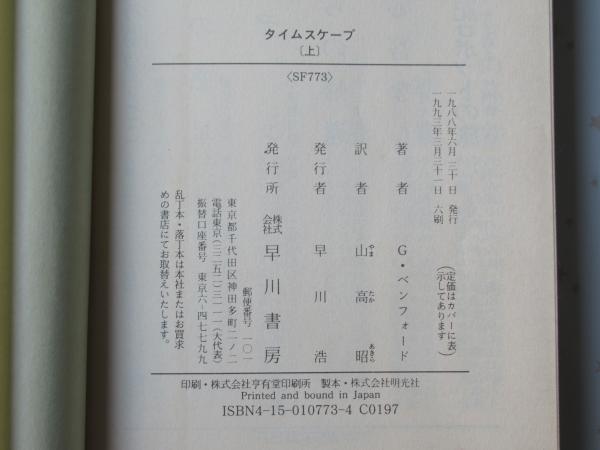 タイムスケープ
〔上〕
〈SF773〉
一九八八年六月三十日 発行
一九九三年三月三十一日 六刷
(定価はカバーに表
示してあります)
著者 G・ベンフォード
訳者 山高昭
やま たか あきら
発行者 早川浩
発行所 株式会社 早川書房
郵便番号 一〇一
東京都千代田区神田多町二ノ二
電話東京(三二五二)三一一一(大代表)
振替口座番号 東京六-四七七九九
乱丁本・落丁本は本社またはお買求
めの書店にてお取替えいたします。
印刷・株式会社亨有堂印刷所 製本・株式会社明光社
Printed and bound in Japan
ISBN4-15-010773-4 C0197